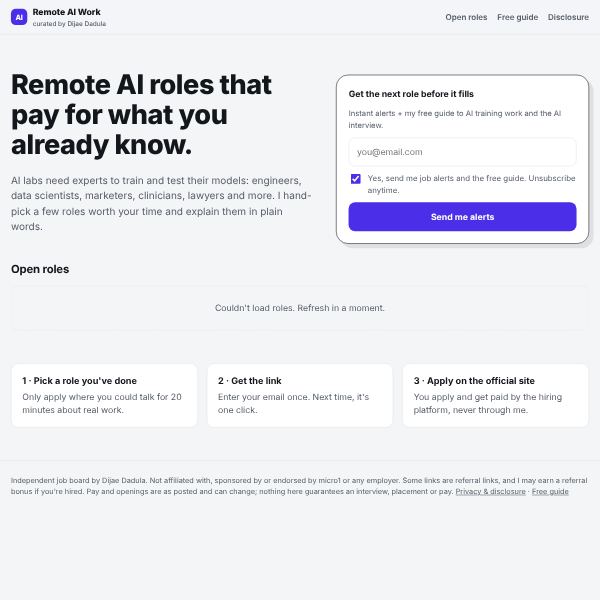 AI
Remote AI Work
curated by Dijae Dadula
Open roles
Free guide
Disclosure
Remote AI roles that
pay for what you
already know.
AI labs need experts to train and test their models: engineers,
data scientists, marketers, clinicians, lawyers and more. I hand-
pick a few roles worth your time and explain them in plain
words.
Get the next role before it fills
Instant alerts + my free guide to AI training work and the AI
interview.
you@email.com
Yes, send me job alerts and the free guide. Unsubscribe
anytime.
Send me alerts
Open roles
Couldn't load roles. Refresh in a moment.
1 · Pick a role you've done
Only apply where you could talk for 20
minutes about real work.
2 · Get the link
Enter your email once. Next time, it's
one click.
3 · Apply on the official site
You apply and get paid by the hiring
platform, never through me.
Independent job board by Dijae Dadula. Not affiliated with, sponsored by or endorsed by micro1 or any employer. Some links are referral links, and I may earn a referral
bonus if you're hired. Pay and openings are as posted and can change; nothing here guarantees an interview, placement or pay. Privacy & disclosure · Free guide